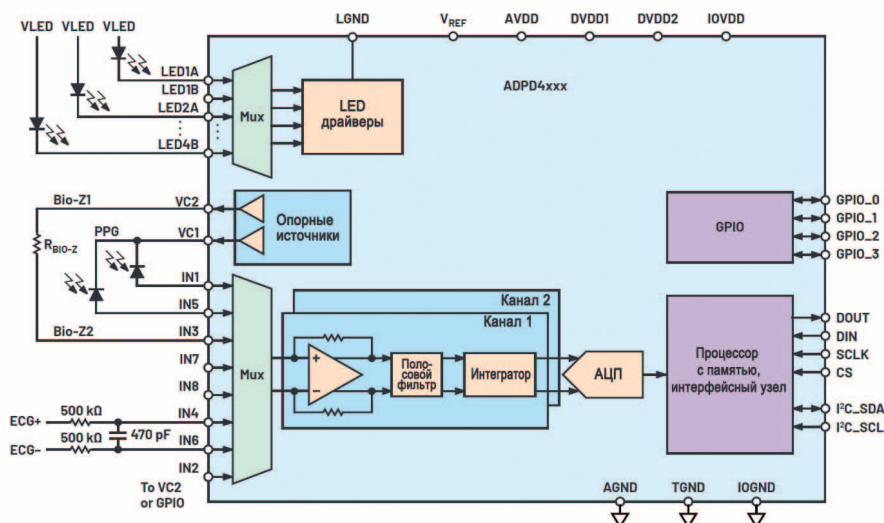 LGND
VREF
AVDD
DVDD1
DVDD2
IOVDD
VLED
VLED
VLED
ADPD4xxx
LED1A
LED1B
LED2A
LED4B
Mux
LED
драйверы
Bio-Z1
VC2
Опорные
источники
PPG
VC1
RBIO-Z
IN1
IN5
Bio-Z2
IN3
IN7
IN8
ECG+
500 kΩ
IN4
470 pF
ECG–
500 kΩ
IN6
IN2
To VC2
or GPIO
Mux
Канал 2
Канал 1
+
–
Поло-
совой
фильтр
Интегратор
АЦП
GPIO
GPIO_0
GPIO_1
GPIO_2
GPIO_3
Процессор
с памятью,
интерфейсный узел
DOUT
DIN
SCLK
CS
I²C_SDA
I²C_SCL
AGND
TGND
IOGND